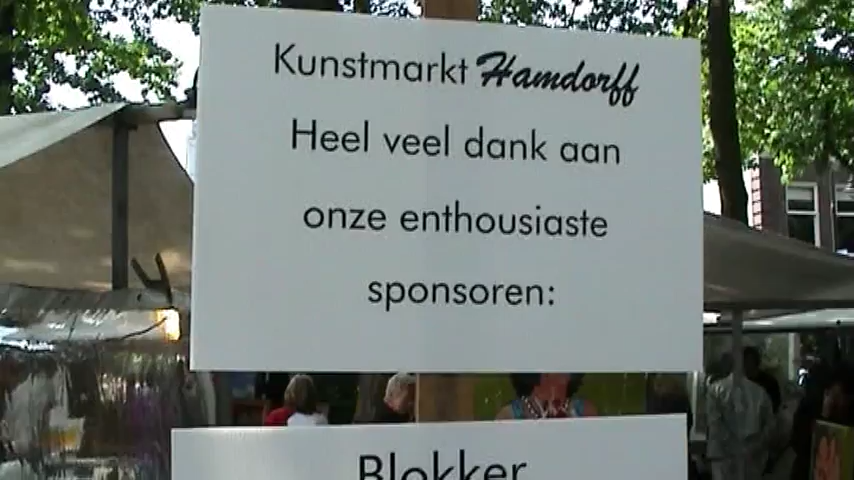 Kunstmarkt Hamdorff
Heel veel dank aan
onze enthousiaste
sponsoren:
Blokker